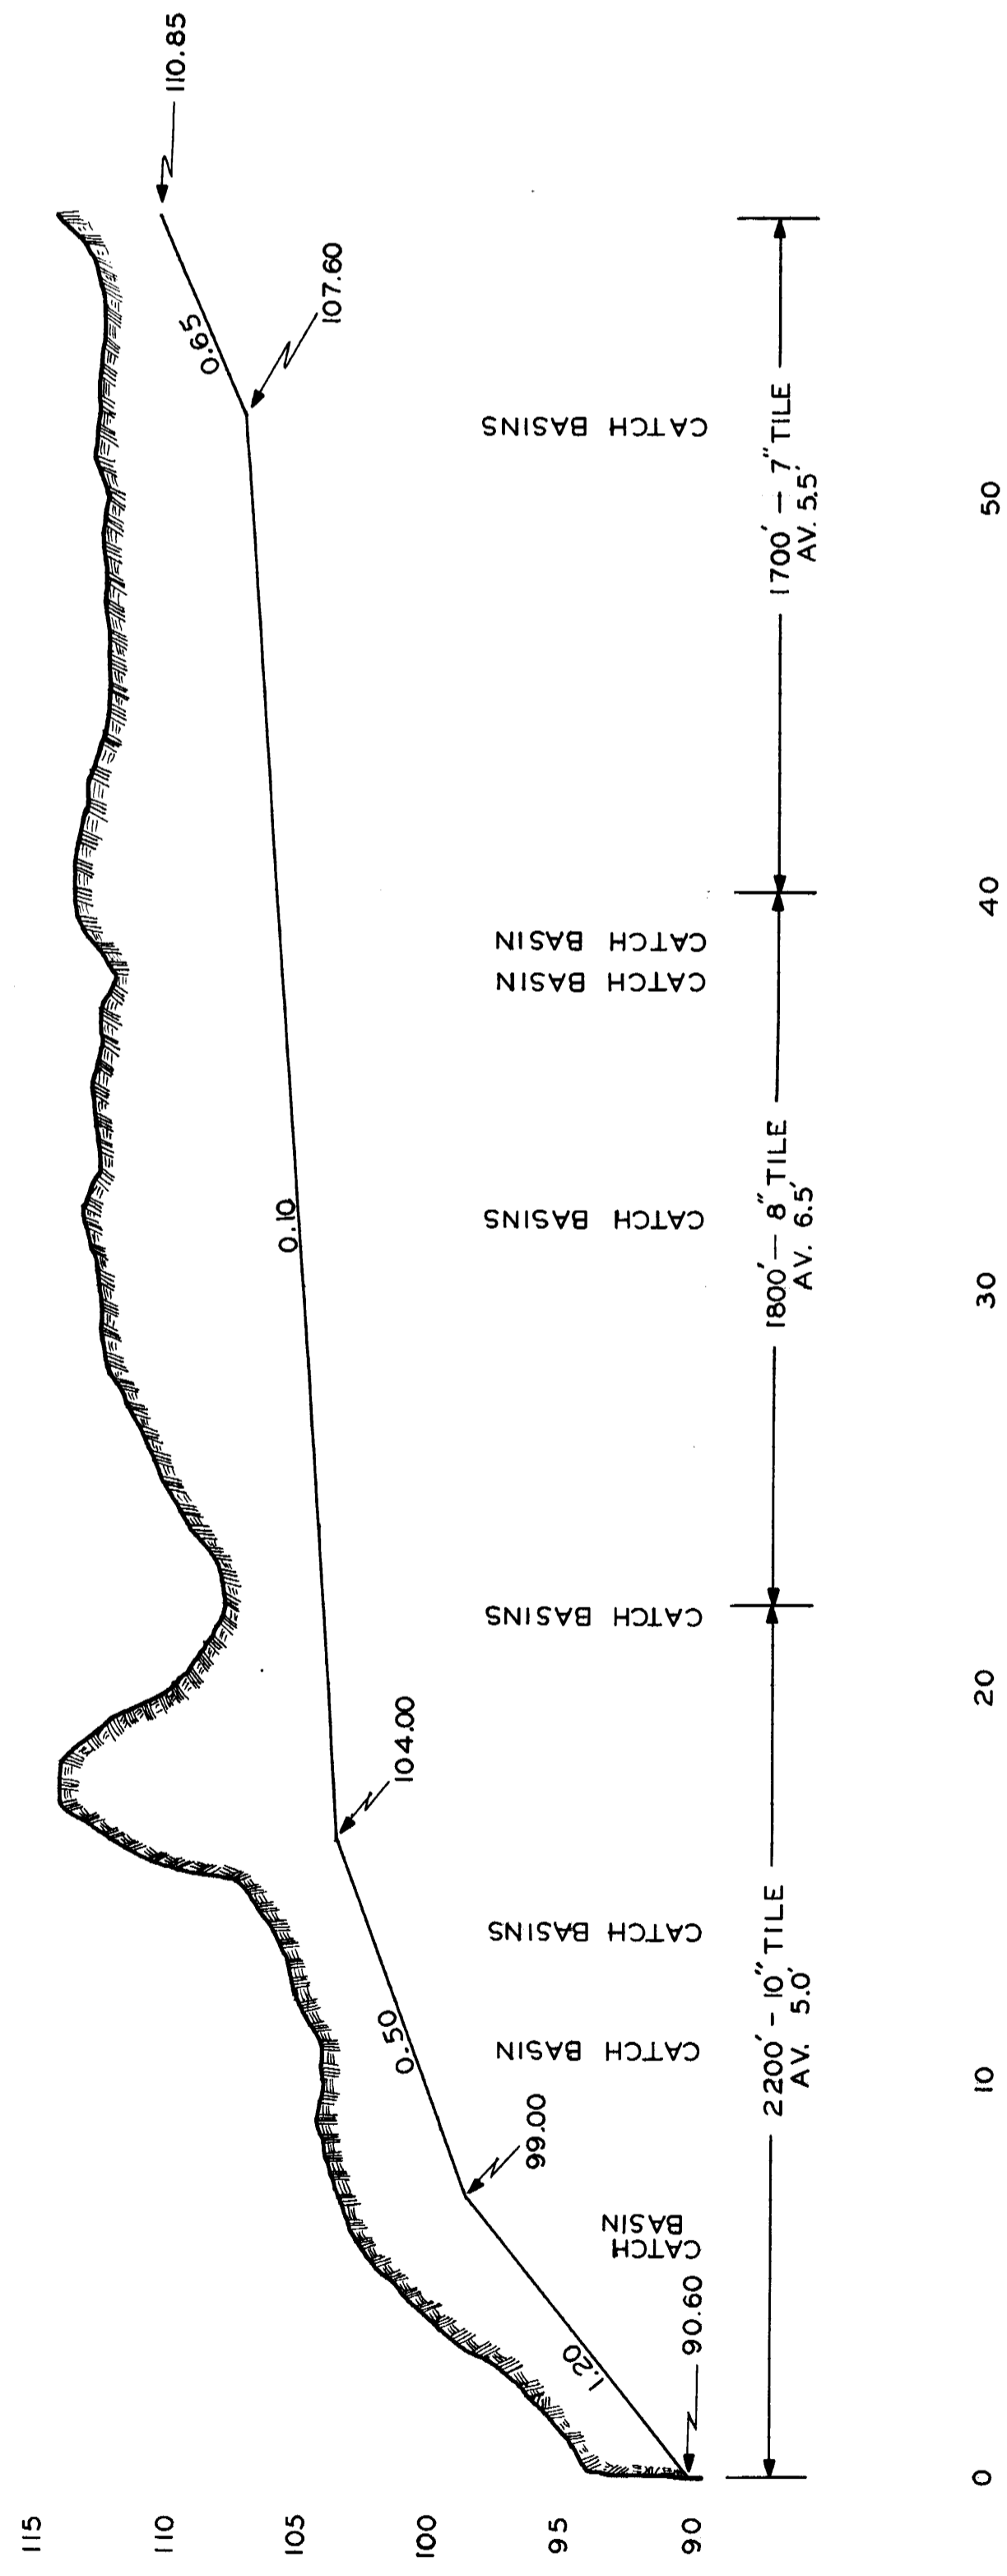 115
110
105
100
95
90
110.85
0.65
107.60
0.10
104.00
0.50
99.00
1.20
90.60
CATCH
BASIN
CATCH BASIN
CATCH BASINS
CATCH BASINS
CATCH BASINS
CATCH BASIN
CATCH BASIN
CATCH BASINS
2200' - 10" TILE
AV. 5.0'
1800' — 8" TILE
AV. 6.5'
1700' — 7" TILE
AV. 5.5'
0
10
20
30
40
50